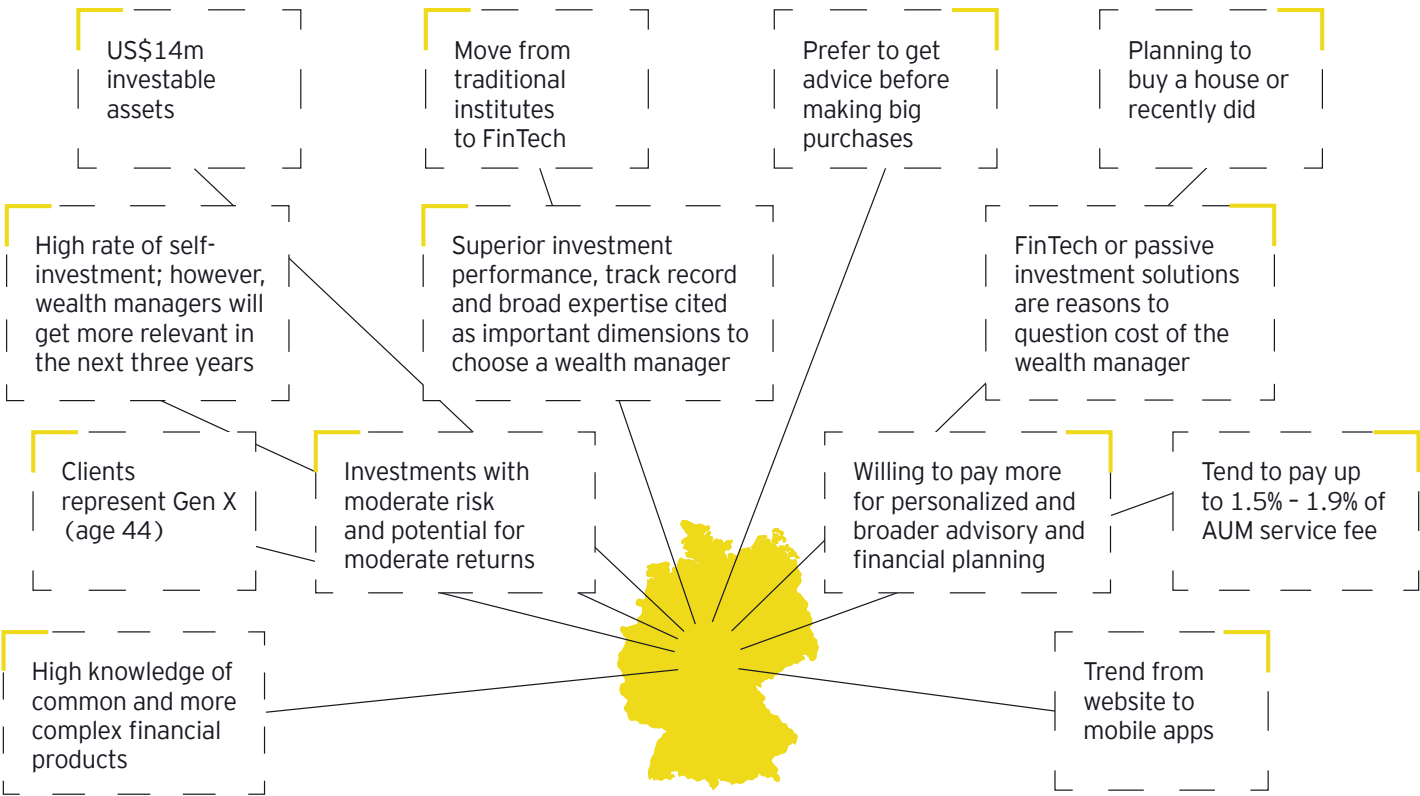 US$14m
investable
assets
Move from
traditional
institutes
to FinTech
Prefer to get
advice before
making big
purchases
Planning to
buy a house or
recently did
High rate of self-
investment; however,
wealth managers will
get more relevant in
the next three years
Superior investment
performance, track record
and broad expertise cited
as important dimensions to
choose a wealth manager
FinTech or passive
investment solutions
are reasons to
question cost of the
wealth manager
Clients
represent Gen X
(age 44)
Investments with
moderate risk
and potential for
moderate returns
Willing to pay more
for personalized and
broader advisory and
financial planning
Tend to pay up
to 1.5% – 1.9% of
AUM service fee
High knowledge of
common and more
complex financial
products
Trend from
website to
mobile apps